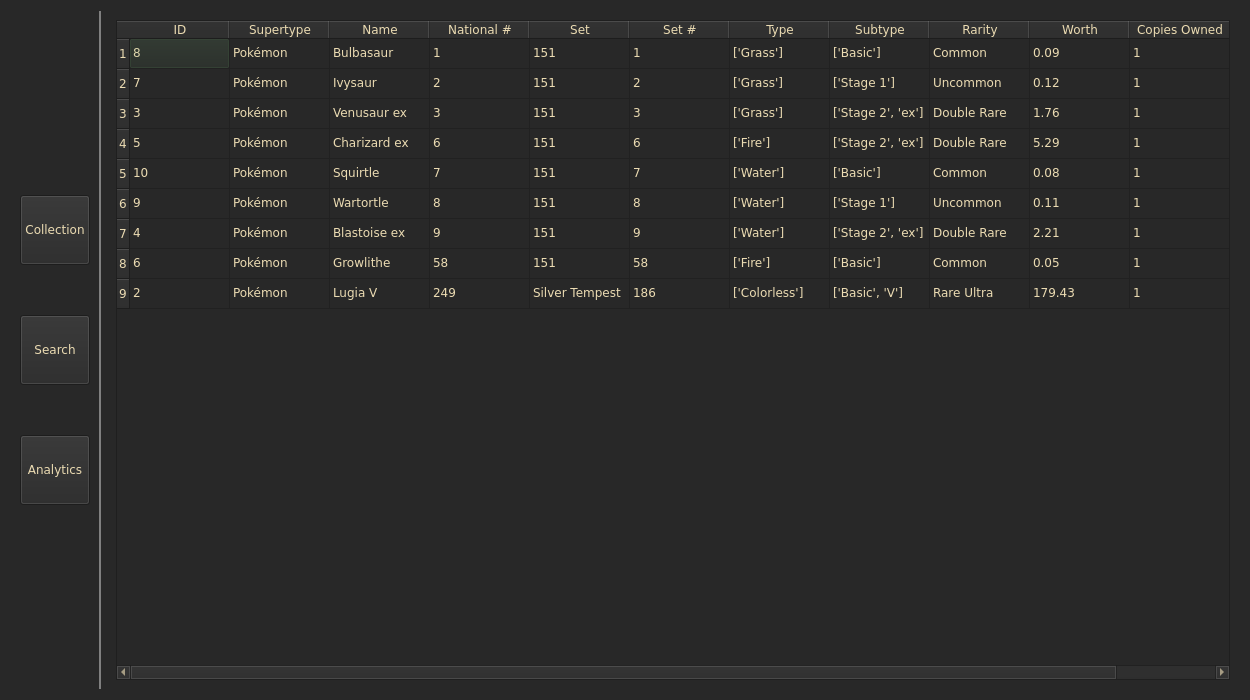 ID Supertype Name National # Set Set # Type Subtype Rarity Worth Copies Owned
1 8 Pokémon Bulbasaur 1 151 1 ['Grass'] ['Basic'] Common 0.09 1
2 7 Pokémon Ivysaur 2 151 2 ['Grass'] ['Stage 1'] Uncommon 0.12 1
3 3 Pokémon Venusaur ex 3 151 3 ['Grass'] ['Stage 2', 'ex'] Double Rare 1.76 1
4 5 Pokémon Charizard ex 6 151 6 ['Fire'] ['Stage 2', 'ex'] Double Rare 5.29 1
5 10 Pokémon Squirtle 7 151 7 ['Water'] ['Basic'] Common 0.08 1
6 9 Pokémon Wartortle 8 151 8 ['Water'] ['Stage 1'] Uncommon 0.11 1
7 4 Pokémon Blastoise ex 9 151 9 ['Water'] ['Stage 2', 'ex'] Double Rare 2.21 1
8 6 Pokémon Growlithe 58 151 58 ['Fire'] ['Basic'] Common 0.05 1
9 2 Pokémon Lugia V 249 Silver Tempest 186 ['Colorless'] ['Basic', 'V'] Rare Ultra 179.43 1
Collection
Search
Analytics